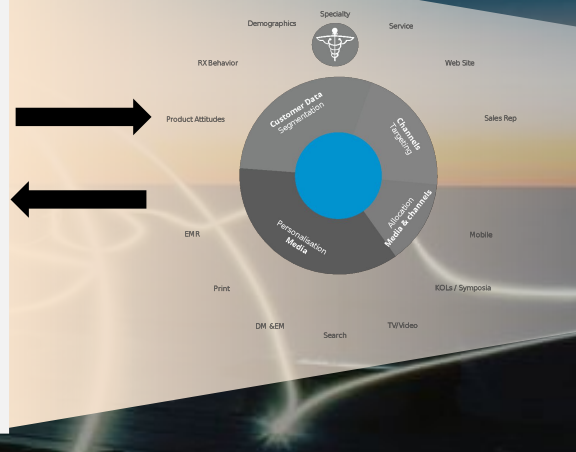 Specialty
Demographics
Service
RX Behavior
Web Site
Product Attitudes
Sales Rep
Customer Data
Segmentation
Channels
Targeting
Allocation
Media & channels
Personalisation
Media
EMR
Mobile
Print
KOLs / Symposia
DM &EM
TV/Video
Search